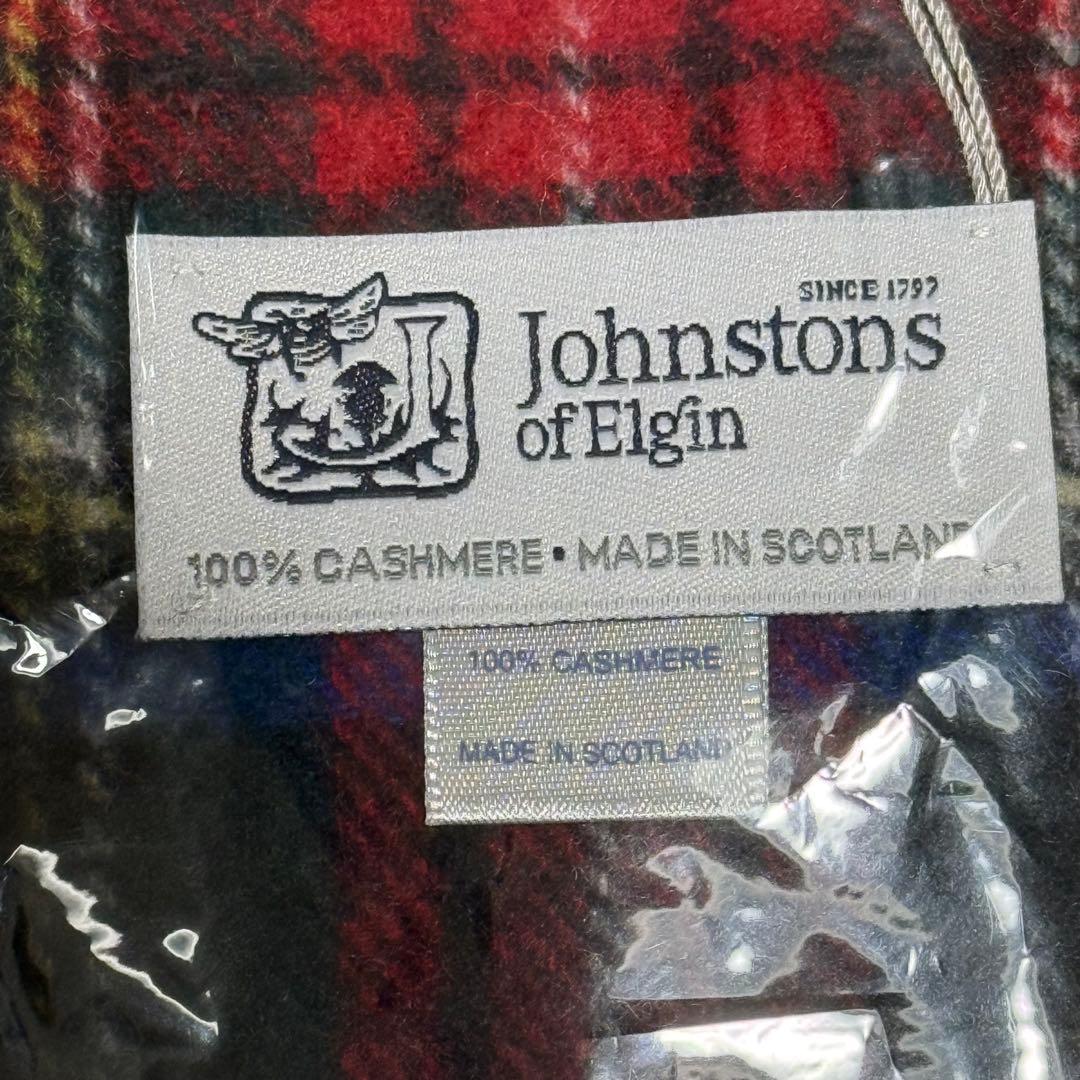 SINCE 1797
Johnstons
of Elgin
100% CASHMERE • MADE IN SCOTLAND
100% CASHMERE
MADE IN SCOTLAND